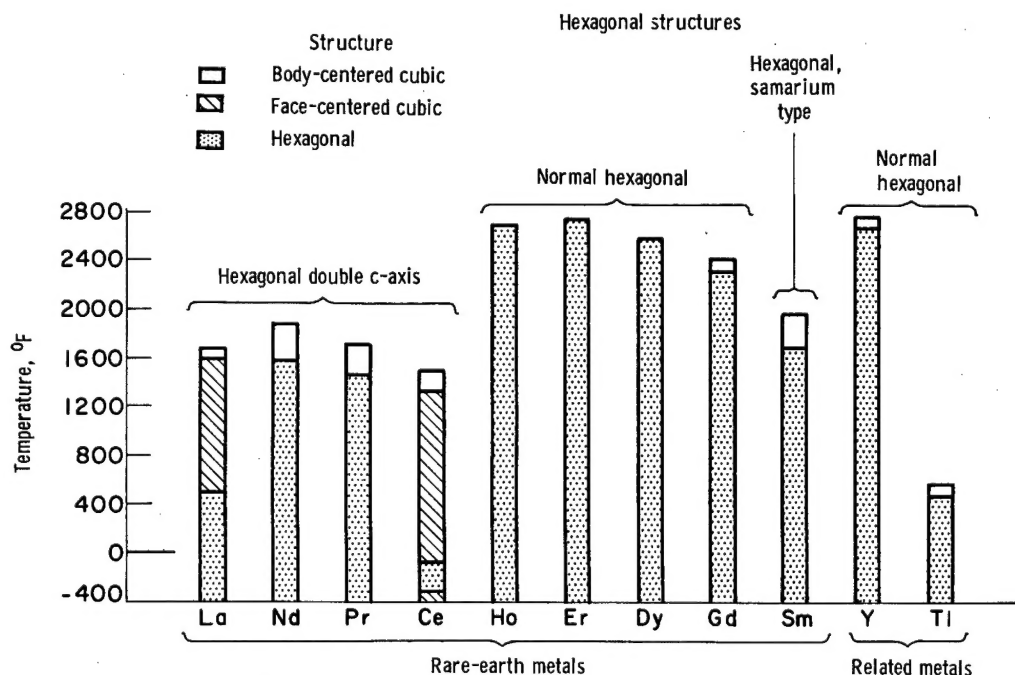 Hexagonal structures
Structure
Body-centered cubic
Face-centered cubic
Hexagonal
Hexagonal,
samarium
type
Normal hexagonal
Normal
hexagonal
Hexagonal double c-axis
Temperature, °F
2800
2400
2000
1600
1200
800
400
0
-400
La Nd Pr Ce Ho Er Dy Gd Sm Y Ti
Rare-earth metals
Related metals